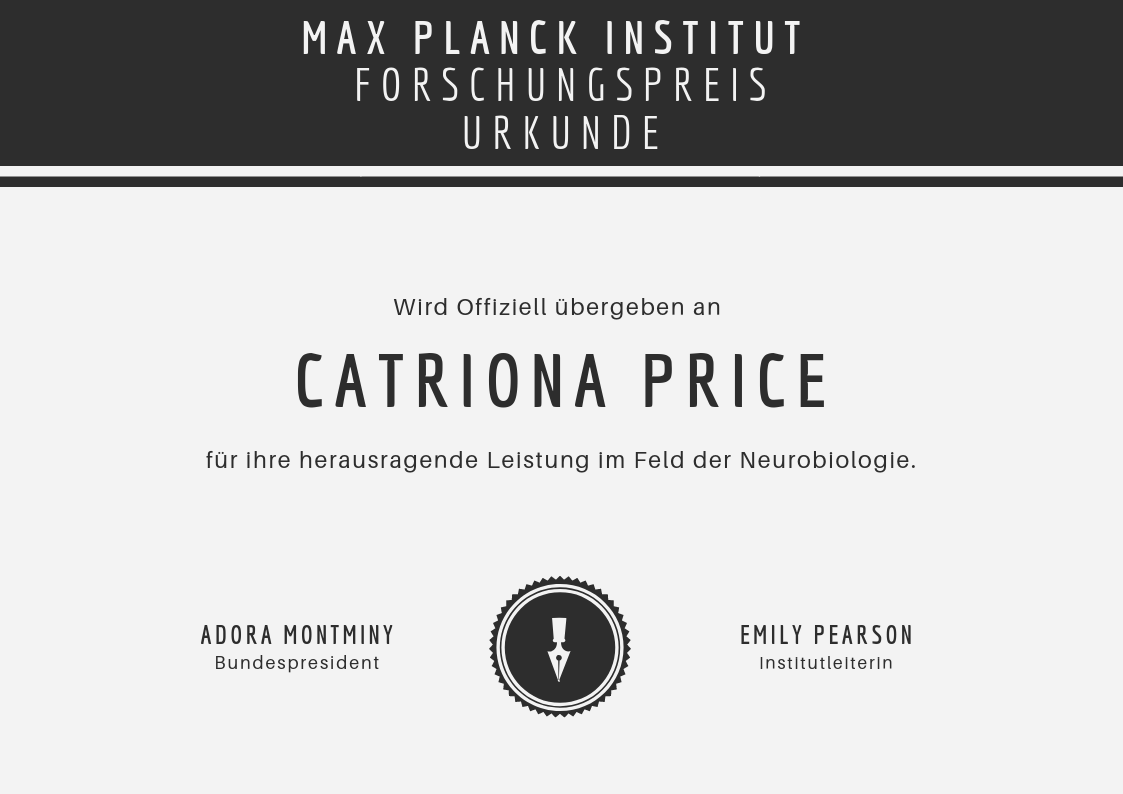 MAX PLANCK INSTITUT
FORSCHUNGSPREIS
URKUNDE
Wird Offiziell übergeben an
CATRIONA PRICE
für ihre herausragende Leistung im Feld der Neurobiologie.
ADORA MONTMINY
Bundespresident
EMILY PEARSON
Institutleiterin